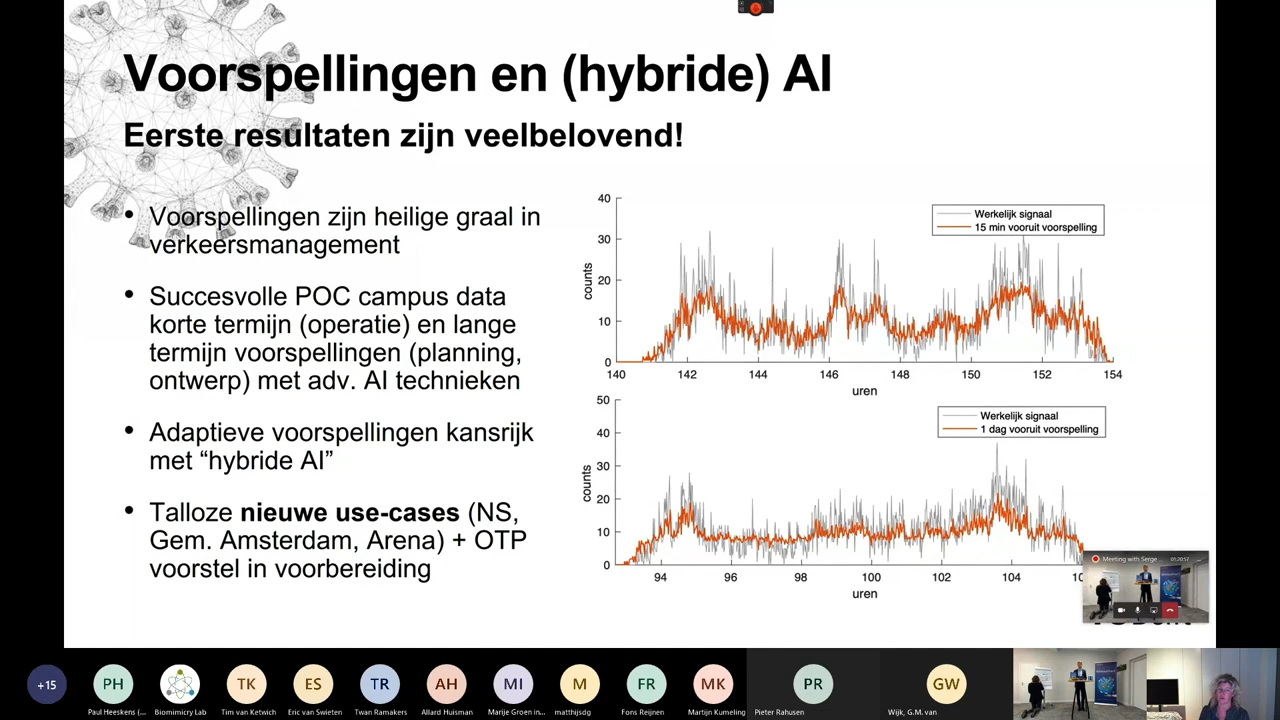 Voorspellingen en (hybride) AI
Eerste resultaten zijn veelbelovend!
• Voorspellingen zijn heilige graal in
verkeersmanagement
• Succesvolle POC campus data
korte termijn (operatie) en lange
termijn voorspellingen (planning,
ontwerp) met adv. AI technieken
• Adaptieve voorspellingen kansrijk
met “hybride AI”
• Talloze nieuwe use-cases (NS,
Gem. Amsterdam, Arena) + OTP
voorstel in voorbereiding
40
30
20
10
0
counts
Werkelijk signaal
15 min vooruit voorspelling
140 142 144 146 148 150 152 154
uren
50
40
30
20
10
0
counts
Werkelijk signaal
1 dag vooruit voorspelling
94 96 98 100 102 104
uren
Meeting with Serge ... 01:20:57
+15
PH
TK
ES
TR
AH
MI
M
FR
MK
PR
GW
Paul Heeskens (...
Biomimicry Lab
Tim van Ketwich
Eric van Swieten
Twan Ramakers
Allard Huisman
Marije Groen in...
matthijsdg
Fons Reijnen
Martijn Kumeling
Pieter Rahusen
Wijk, G.M. van